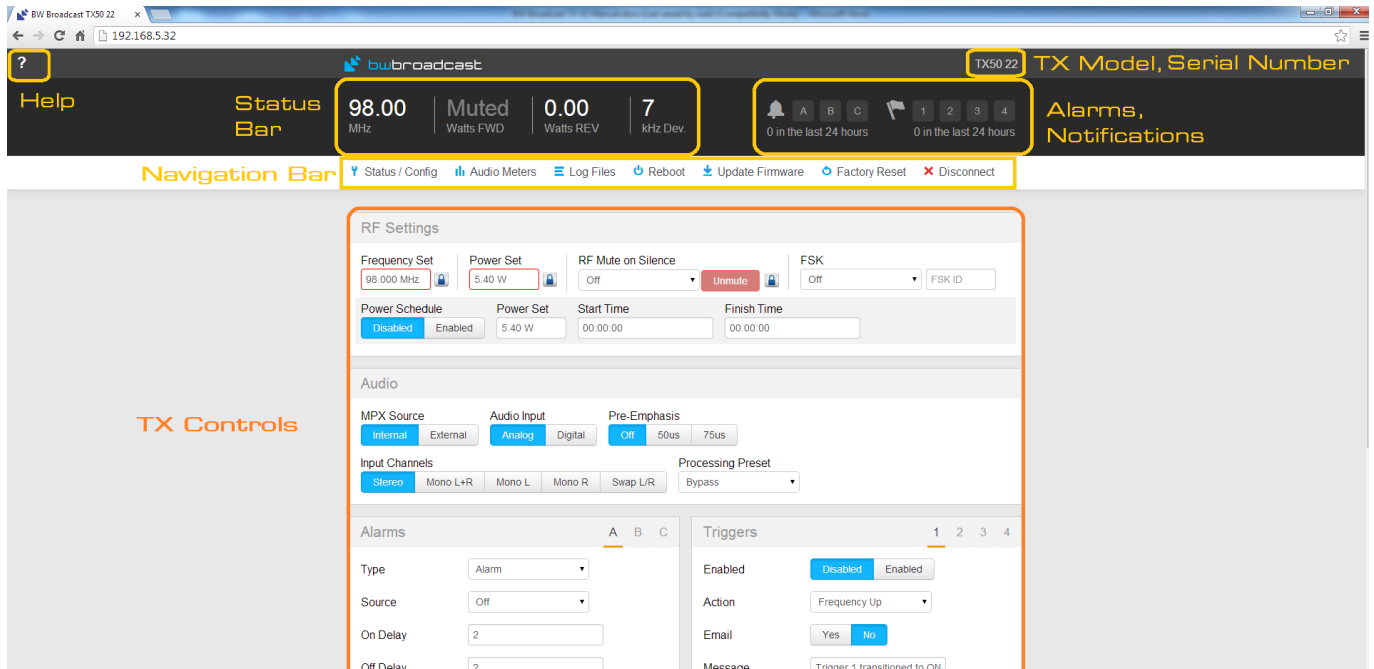 BW Broadcast TX50 22
192.168.5.32
?
bwbroadcast
TX50 22
TX Model, Serial Number
Help
Status Bar
98.00 MHz
Muted Watts FWD
0.00 Watts REV
7 kHz Dev.
A B C
0 in the last 24 hours
1 2 3 4
0 in the last 24 hours
Alarms, Notifications
Navigation Bar
Status / Config Audio Meters Log Files Reboot Update Firmware Factory Reset Disconnect
TX Controls
RF Settings
Frequency Set Power Set RF Mute on Silence FSK
98.000 MHz 5.40 W Off Unmute Off FSK ID
Power Schedule Power Set Start Time Finish Time
Disabled Enabled 5.40 W 00:00:00 00:00:00
Audio
MPX Source Audio Input Pre-Emphasis
Internal External Analog Digital Off 50us 75us
Input Channels Processing Preset
Stereo Mono L+R Mono L Mono R Swap L/R Bypass
Alarms A B C
Type Alarm
Source Off
On Delay 2
Off Delay 2
Triggers 1 2 3 4
Enabled Disabled Enabled
Action Frequency Up
Email Yes No
Message Trigger 1 transitioned to ON